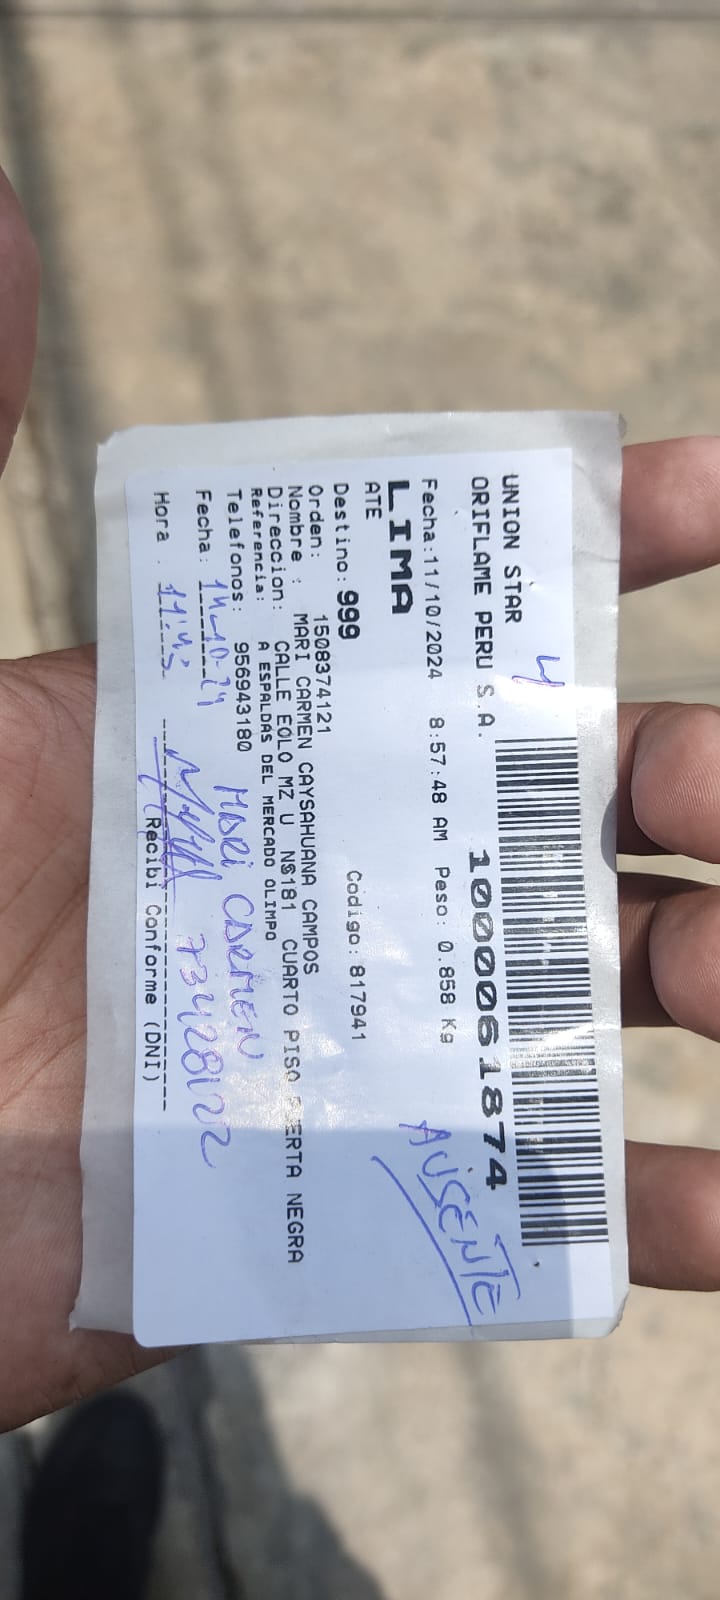 UNION STAR 4
ORIFLAME PERU S.A.
1000061874
Fecha:11/10/2024 8:57:48 AM Peso: 0.858 Kg
AUSENTE
LIMA
ATE
Destino: 999 Codigo: 817941
Orden: 1508374121
Nombre : MARI CARMEN CAYSAHUANA CAMPOS
Direccion: CALLE EOLO MZ U N$181 CUARTO PISO ERTA NEGRA
Referencia: A ESPALDAS DEL MERCADO OLIMPO
Telefonos: 956943180
MARI CARMEN
Fecha: 14-10-24
73428122
Hora :
Recibi Conforme (DNI)